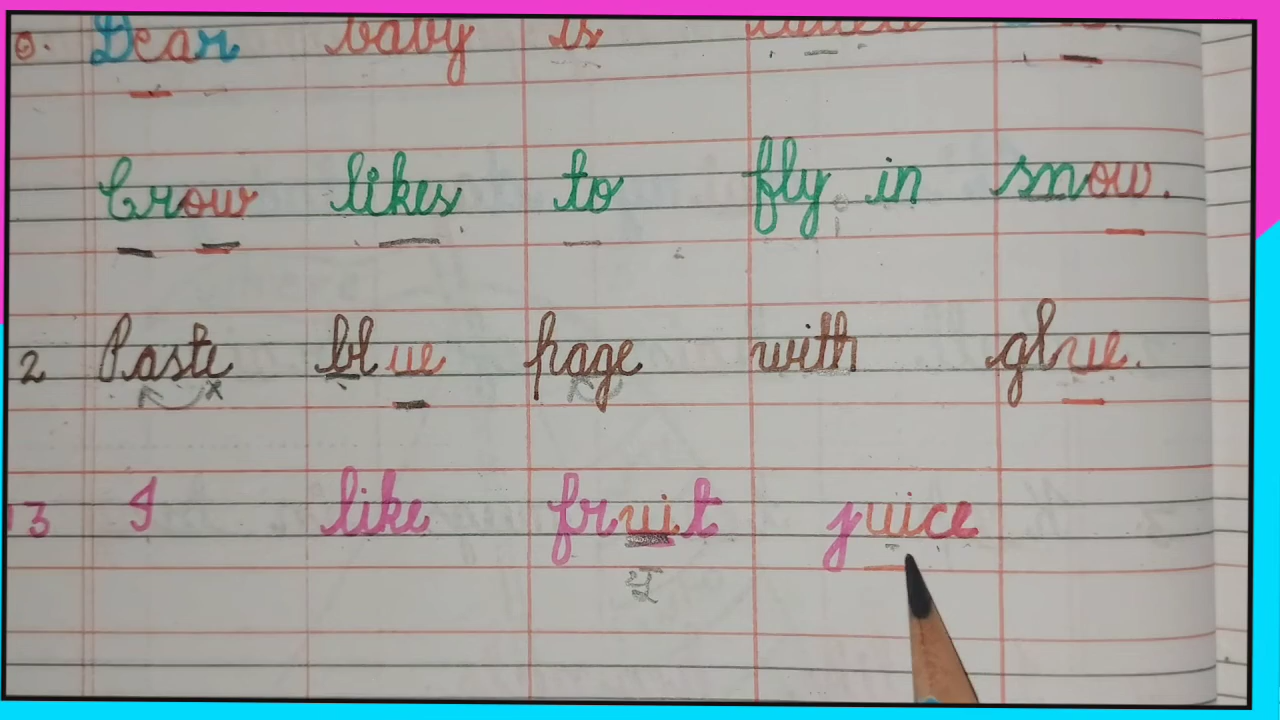 Dear baby is
Crow likes to fly in snow.
2 Paste blue page with glue.
13 I like fruit juice